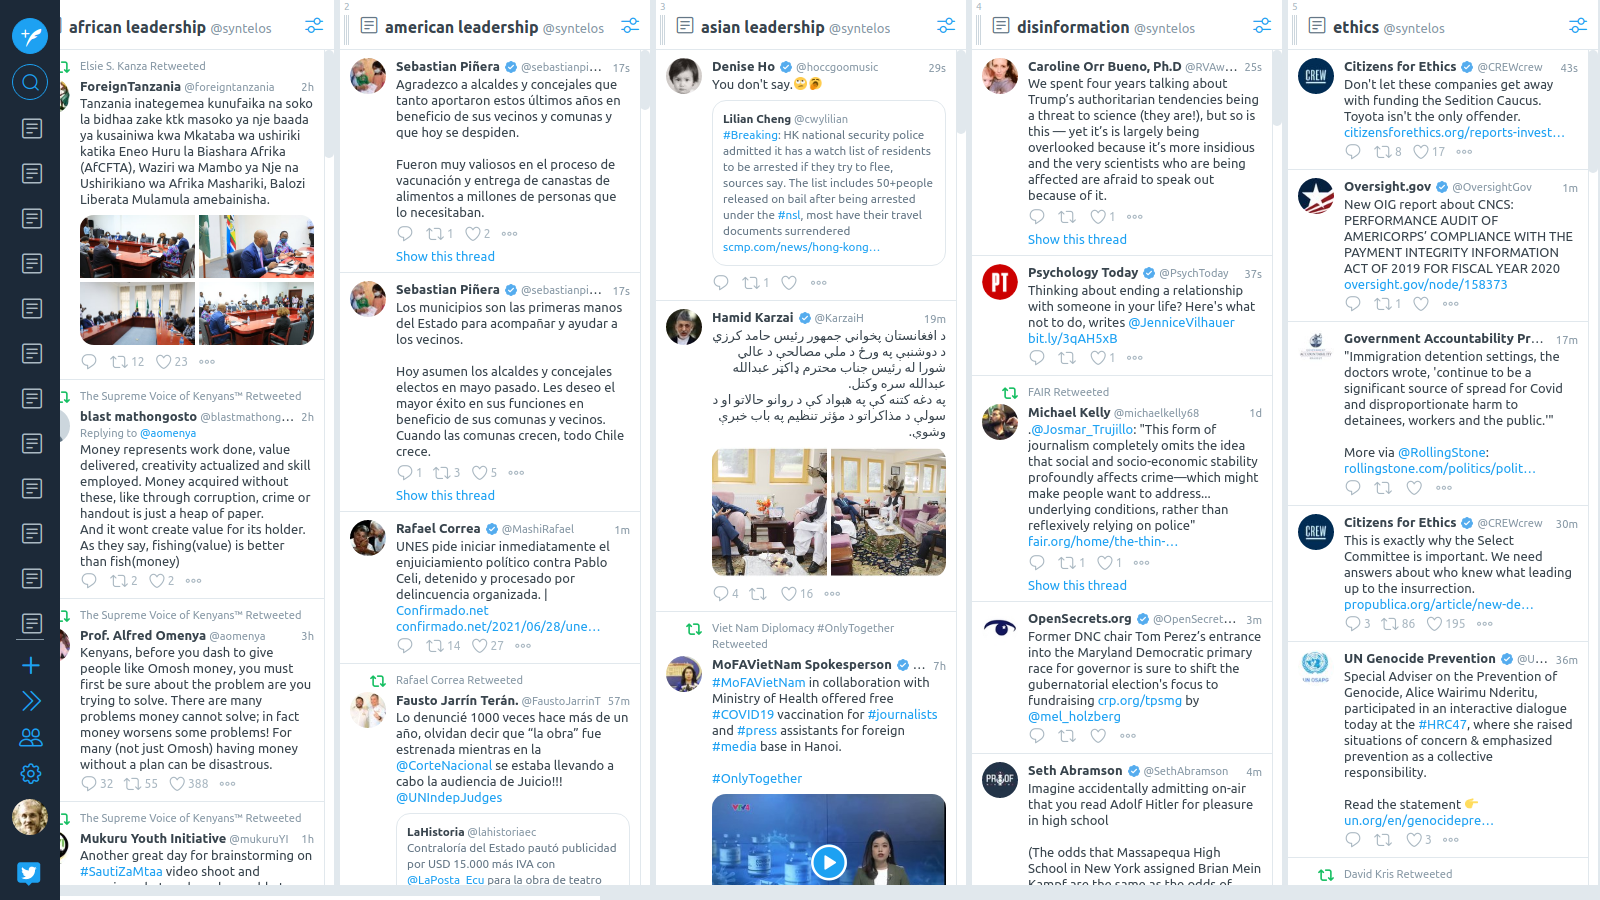 african leadership @syntelos
Elsie S. Kanza Retweeted
ForeignTanzania @foreigntanzania 2h
Tanzania inategemea kunufaika na soko
la bidhaa zake ktk masoko ya nje baada
ya kusainiwa kwa Mkataba wa ushiriki
katika Eneo Huru la Biashara Afrika
(AfCFTA), Waziri wa Mambo ya Nje na
Ushirikiano wa Afrika Mashariki, Balozi
Liberata Mulamula amebainisha.
12 23
The Supreme Voice of Kenyans™ Retweeted
blast mathongosto @blastmathong... 2h
Replying to @aomenya
Money represents work done, value
delivered, creativity actualized and skill
employed. Money acquired without
these, like through corruption, crime or
handout is just a heap of paper.
And it wont create value for its holder.
As they say, fishing(value) is better
than fish(money)
2 2
The Supreme Voice of Kenyans™ Retweeted
Prof. Alfred Omenya @aomenya 3h
Kenyans, before you dash to give
people like Omosh money, you must
first be sure about the problem are you
trying to solve. There are many
problems money cannot solve; in fact
money worsens some problems! For
many (not just Omosh) having money
without a plan can be disastrous.
32 55 388
The Supreme Voice of Kenyans™ Retweeted
Mukuru Youth Initiative @mukuruYI 1h
Another great day for brainstorming on
#SautiZaMtaa video shoot and
2
american leadership @syntelos
Sebastian Piñera @sebastianpi... 17s
Agradezco a alcaldes y concejales que
tanto aportaron estos últimos años en
beneficio de sus vecinos y comunas y
que hoy se despiden.
Fueron muy valiosos en el proceso de
vacunación y entrega de canastas de
alimentos a millones de personas que
lo necesitaban.
1 2
Show this thread
Sebastian Piñera @sebastianpi... 17s
Los municipios son las primeras manos
del Estado para acompañar y ayudar a
los vecinos.
Hoy asumen los alcaldes y concejales
electos en mayo pasado. Les deseo el
mayor éxito en sus funciones en
beneficio de sus comunas y vecinos.
Cuando las comunas crecen, todo Chile
crece.
1 3 5
Show this thread
Rafael Correa @MashiRafael 1m
UNES pide iniciar inmediatamente el
enjuiciamiento político contra Pablo
Celi, detenido y procesado por
delincuencia organizada. |
Confirmado.net
confirmado.net/2021/06/28/une...
14 27
Rafael Correa Retweeted
Fausto Jarrín Terán. @FaustoJarrinT 57m
Lo denunció 1000 veces hace más de un
año, olvidan decir que “la obra” fue
estrenada mientras en la
@CorteNacional se estaba llevando a
cabo la audiencia de Juicio!!!
@UNIndepJudges
LaHistoria @lahistoriaec
Contraloría del Estado pautó publicidad
por USD 15.000 más IVA con
@LaPosta_Ecu para la obra de teatro
3
asian leadership @syntelos
Denise Ho @hoccgoomusic 29s
You don't say.
Lilian Cheng @cwylilian
#Breaking: HK national security police
admitted it has a watch list of residents
to be arrested if they try to flee,
sources say. The list includes 50+people
released on bail after being arrested
under the #nsl, most have their travel
documents surrendered
scmp.com/news/hong-kong...
1
Hamid Karzai @KarzaiH 19m
د افغانستان پخواني جمهور رئیس حامد کرزي
د دوشنبې په ورځ د ملي مصالحې د عالي
شورا له رئیس جناب محترم ډاکټر عبدالله
عبدالله سره وکتل.
په دغه کتنه کې په هېواد کې د روانو حالاتو او د
سولې د مذاکراتو د مؤثر تنظیم په باب خبرې
وشوې.
4 16
Viet Nam Diplomacy #OnlyTogether
Retweeted
MoFAVietNam Spokesperson ... 7h
#MoFAVietNam in collaboration with
Ministry of Health offered free
#COVID19 vaccination for #journalists
and #press assistants for foreign
#media base in Hanoi.
#OnlyTogether
4
disinformation @syntelos
Caroline Orr Bueno, Ph.D @RVAw... 25s
We spent four years talking about
Trump’s authoritarian tendencies being
a threat to science (they are!), but so is
this — yet it’s is largely being
overlooked because it’s more insidious
and the very scientists who are being
affected are afraid to speak out
because of it.
1
Show this thread
PT
Psychology Today @PsychToday 37s
Thinking about ending a relationship
with someone in your life? Here's what
not to do, writes @JenniceVilhauer
bit.ly/3qAH5xB
1
FAIR Retweeted
Michael Kelly @michaelkelly68 1d
.@Josmar_Trujillo: "This form of
journalism completely omits the idea
that social and socio-economic stability
profoundly affects crime—which might
make people want to address...
underlying conditions, rather than
reflexively relying on police"
fair.org/home/the-thin-...
1 1
Show this thread
OpenSecrets.org @OpenSecret... 3m
Former DNC chair Tom Perez’s entrance
into the Maryland Democratic primary
race for governor is sure to shift the
gubernatorial election's focus to
fundraising crp.org/tpsmg by
@mel_holzberg
PROOF
Seth Abramson @SethAbramson 4m
Imagine accidentally admitting on-air
that you read Adolf Hitler for pleasure
in high school
(The odds that Massapequa High
School in New York assigned Brian Mein
Kampf are the same as the odds of
5
ethics @syntelos
CREW
Citizens for Ethics @CREWcrew 43s
Don't let these companies get away
with funding the Sedition Caucus.
Toyota isn't the only offender.
citizensforethics.org/reports-invest...
8 17
Oversight.gov @OversightGov 1m
New OIG report about CNCS:
PERFORMANCE AUDIT OF
AMERICORPS’ COMPLIANCE WITH THE
PAYMENT INTEGRITY INFORMATION
ACT OF 2019 FOR FISCAL YEAR 2020
oversight.gov/node/158373
1
Government Accountability Pr... 17m
"Immigration detention settings, the
doctors wrote, 'continue to be a
significant source of spread for Covid
and disproportionate harm to
detainees, workers and the public.'"
More via @RollingStone:
rollingstone.com/politics/polit...
CREW
Citizens for Ethics @CREWcrew 30m
This is exactly why the Select
Committee is important. We need
answers about who knew what leading
up to the insurrection.
propublica.org/article/new-de...
3 86 195
UN Genocide Prevention @U... 36m
Special Adviser on the Prevention of
Genocide, Alice Wairimu Nderitu,
participated in an interactive dialogue
today at the #HRC47, where she raised
situations of concern & emphasized
prevention as a collective
responsibility.
Read the statement
un.org/en/genocidepre...
3
David Kris Retweeted